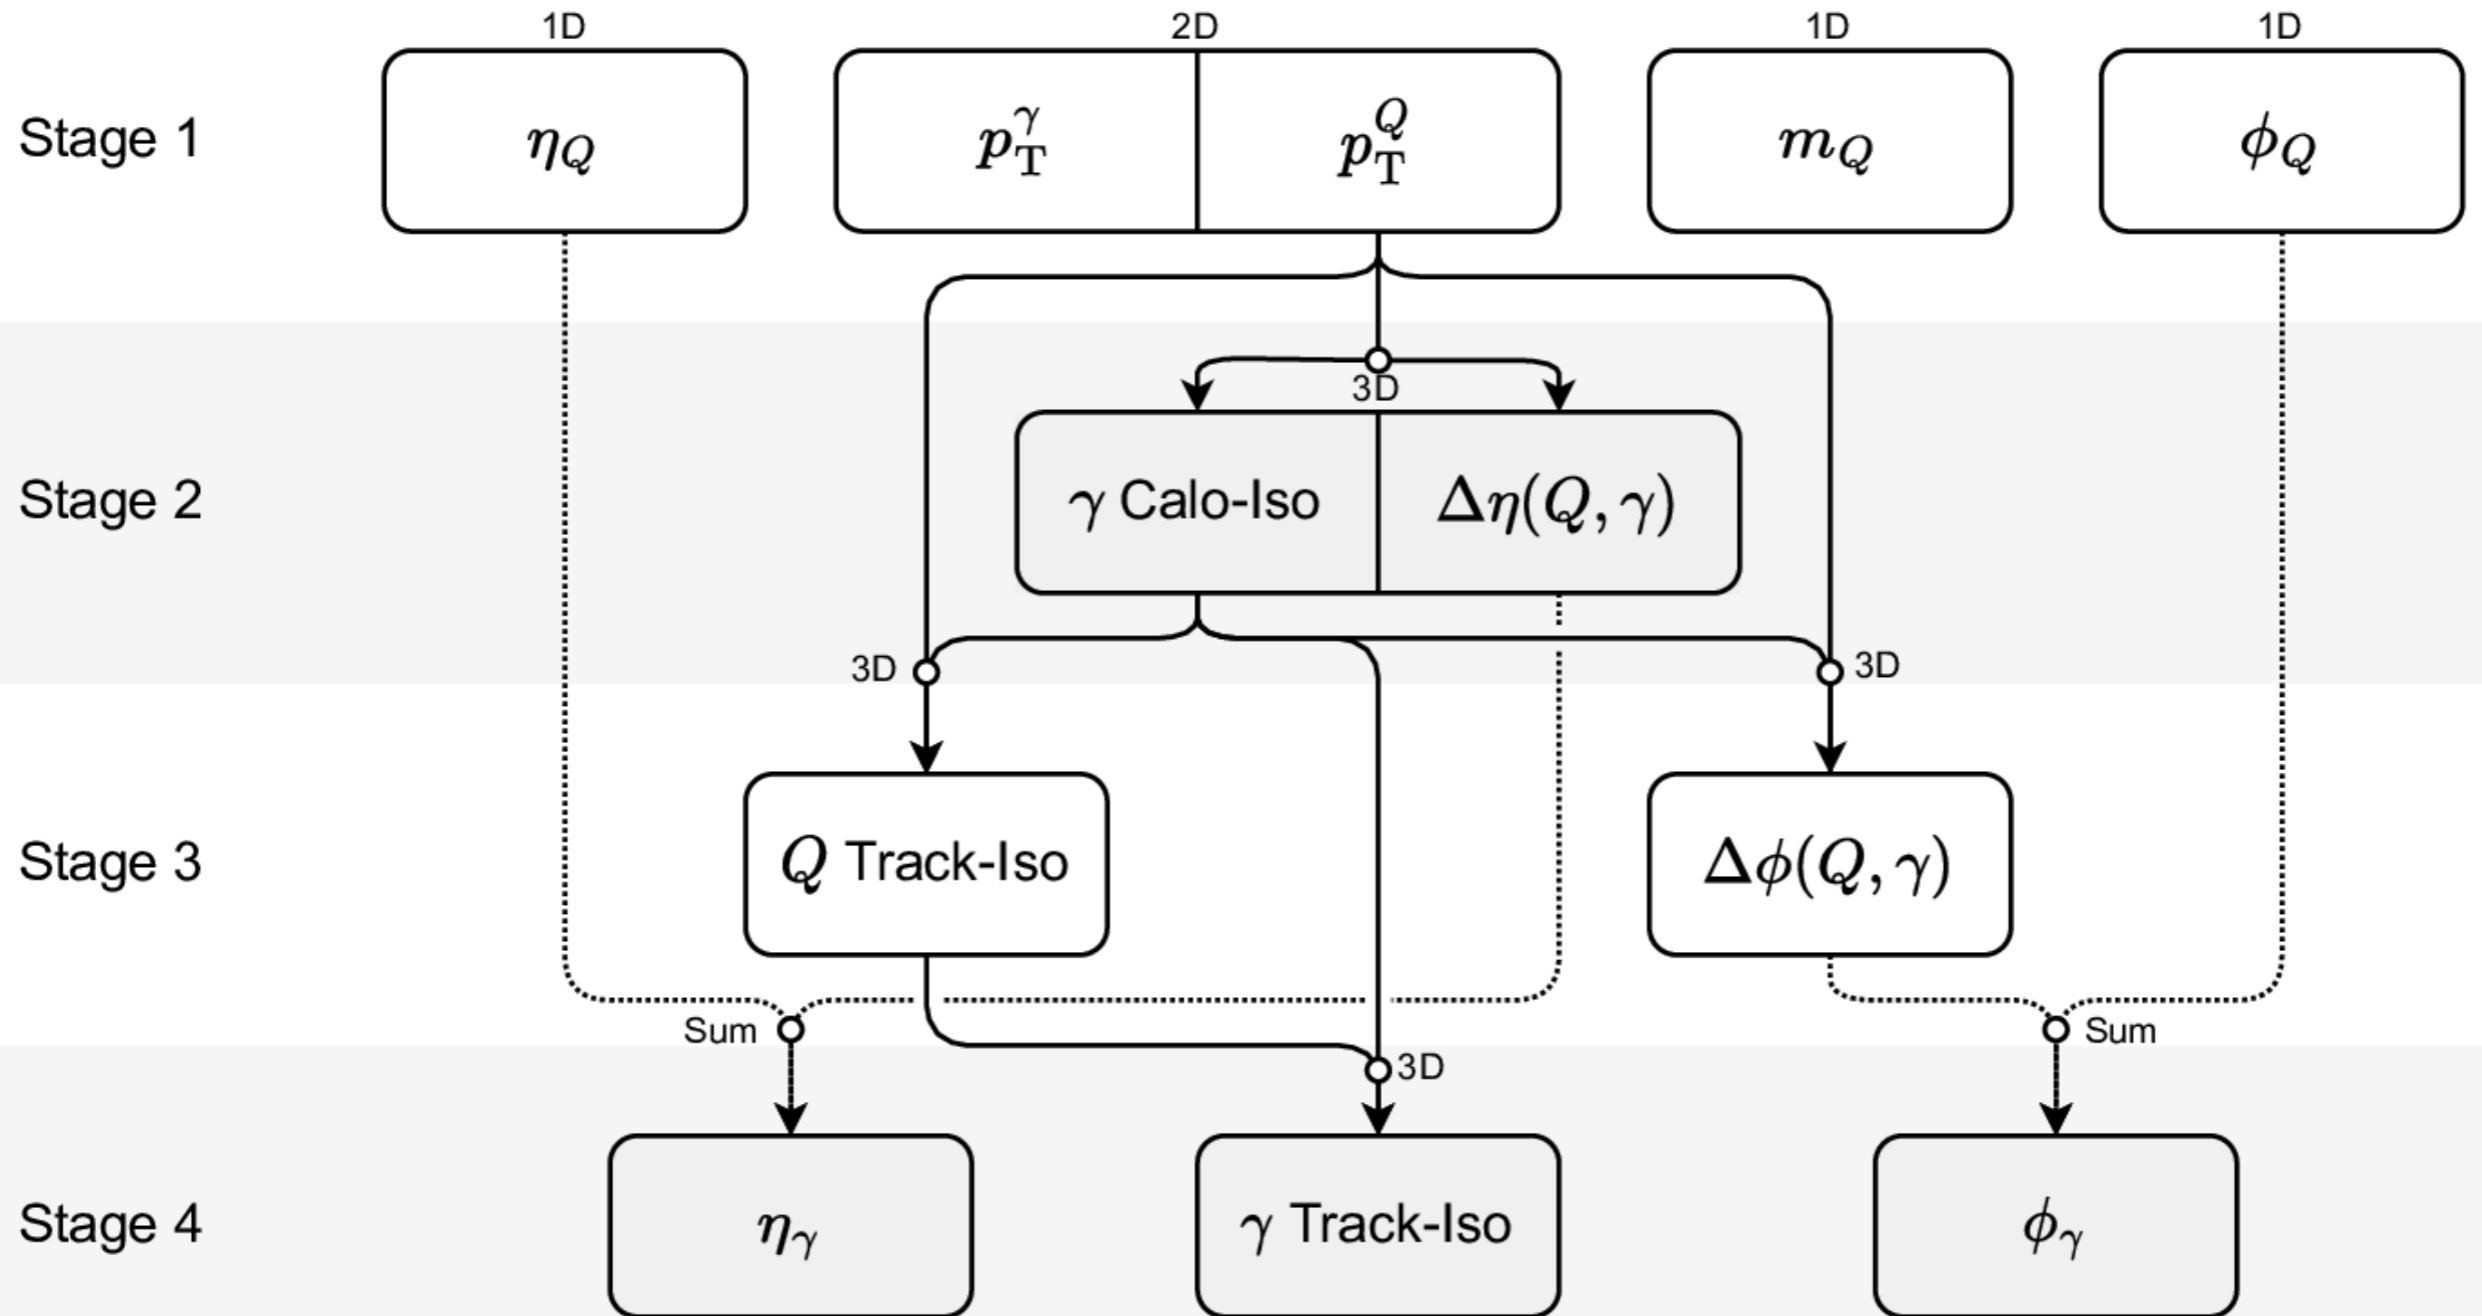 1D 2D 1D 1D
Stage 1 η_Q p_T^γ p_T^Q m_Q ϕ_Q
3D
Stage 2 γ Calo-Iso Δη(Q, γ)
3D 3D
Stage 3 Q Track-Iso Δϕ(Q, γ)
Sum Sum
3D
Stage 4 η_γ γ Track-Iso ϕ_γ